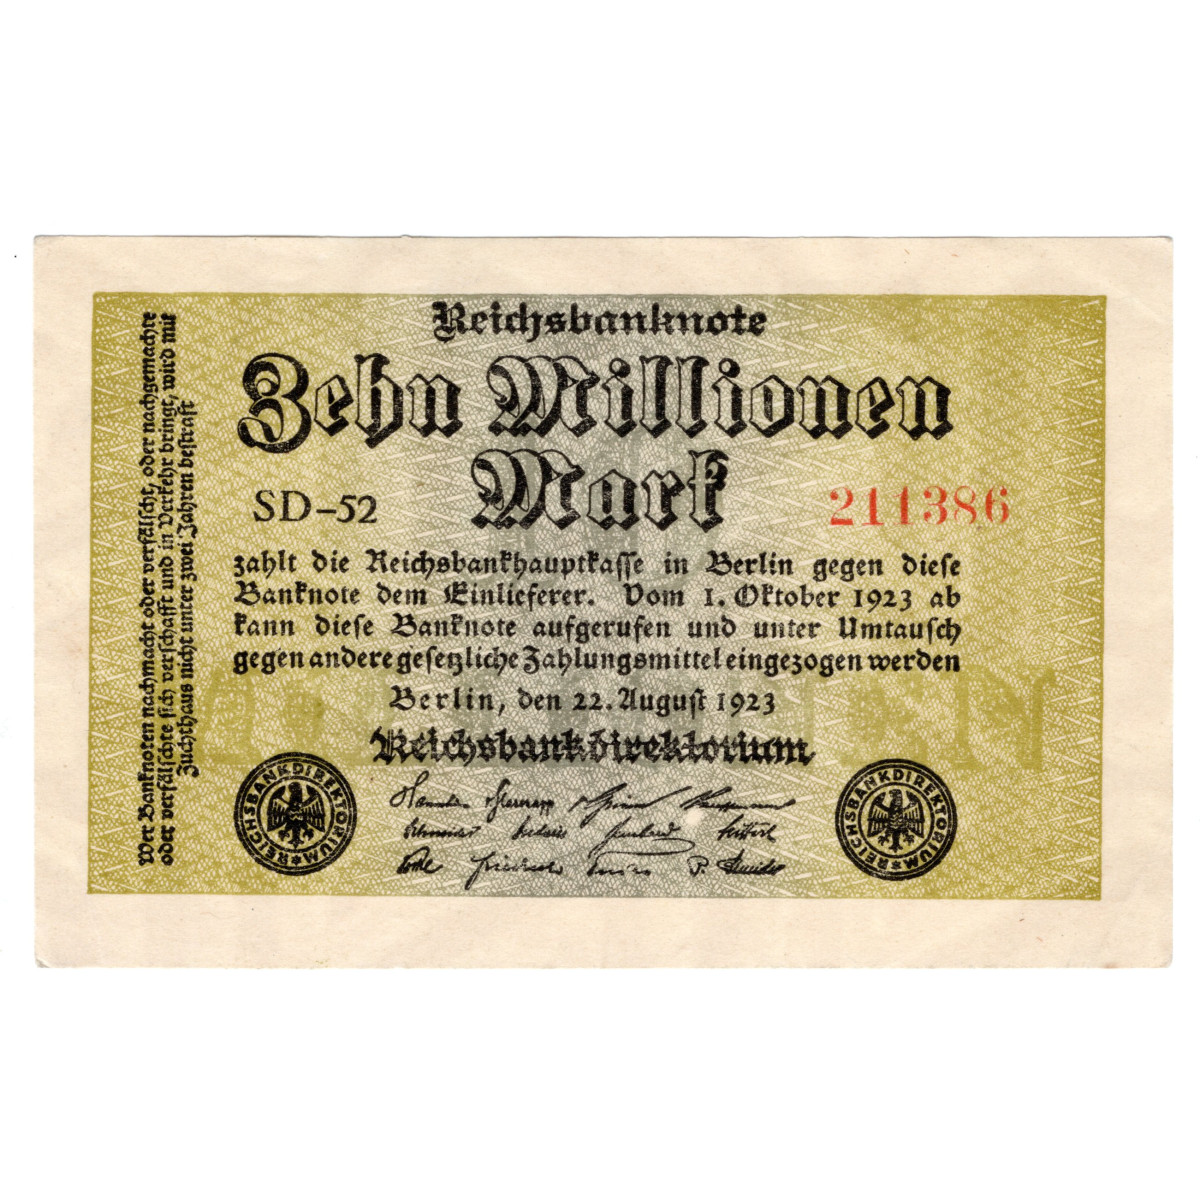 Reichsbanknote
Zehn Millionen
Mark
SD-52
211386
zahlt die Reichsbankhauptkasse in Berlin gegen diese
Banknote dem Einlieferer. Vom 1. Oktober 1923 ab
kann diese Banknote aufgerufen und unter Umtausch
gegen andere gesetzliche Zahlungsmittel eingezogen werden
Berlin, den 22. August 1923
Reichsbankdirektorium
REICHSBANKDIREKTORIUM
REICHSBANKDIREKTORIUM
Wer Banknoten nachmacht oder verfälscht, oder nachgemachte
oder verfälschte sich verschafft und in Verkehr bringt, wird mit
Zuchthaus nicht unter zwei Jahren bestraft